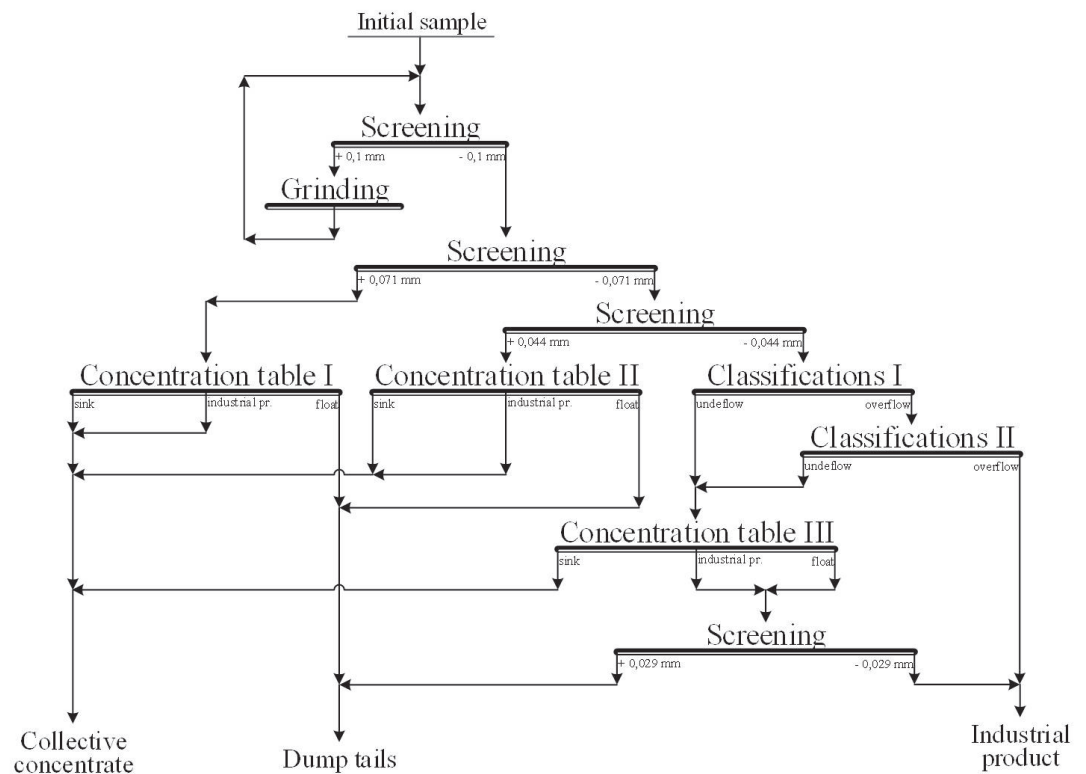 Initial sample
Screening
+ 0,1 mm - 0,1 mm
Grinding
Screening
+ 0,071 mm - 0,071 mm
Screening
+ 0,044 mm - 0,044 mm
Concentration table I Concentration table II Classifications I
sink industrial pr. float sink industrial pr. float undeflow overflow
Classifications II
undeflow overflow
Concentration table III
sink industrial pr. float
Screening
+ 0,029 mm - 0,029 mm
Collective
concentrate
Dump tails
Industrial
product